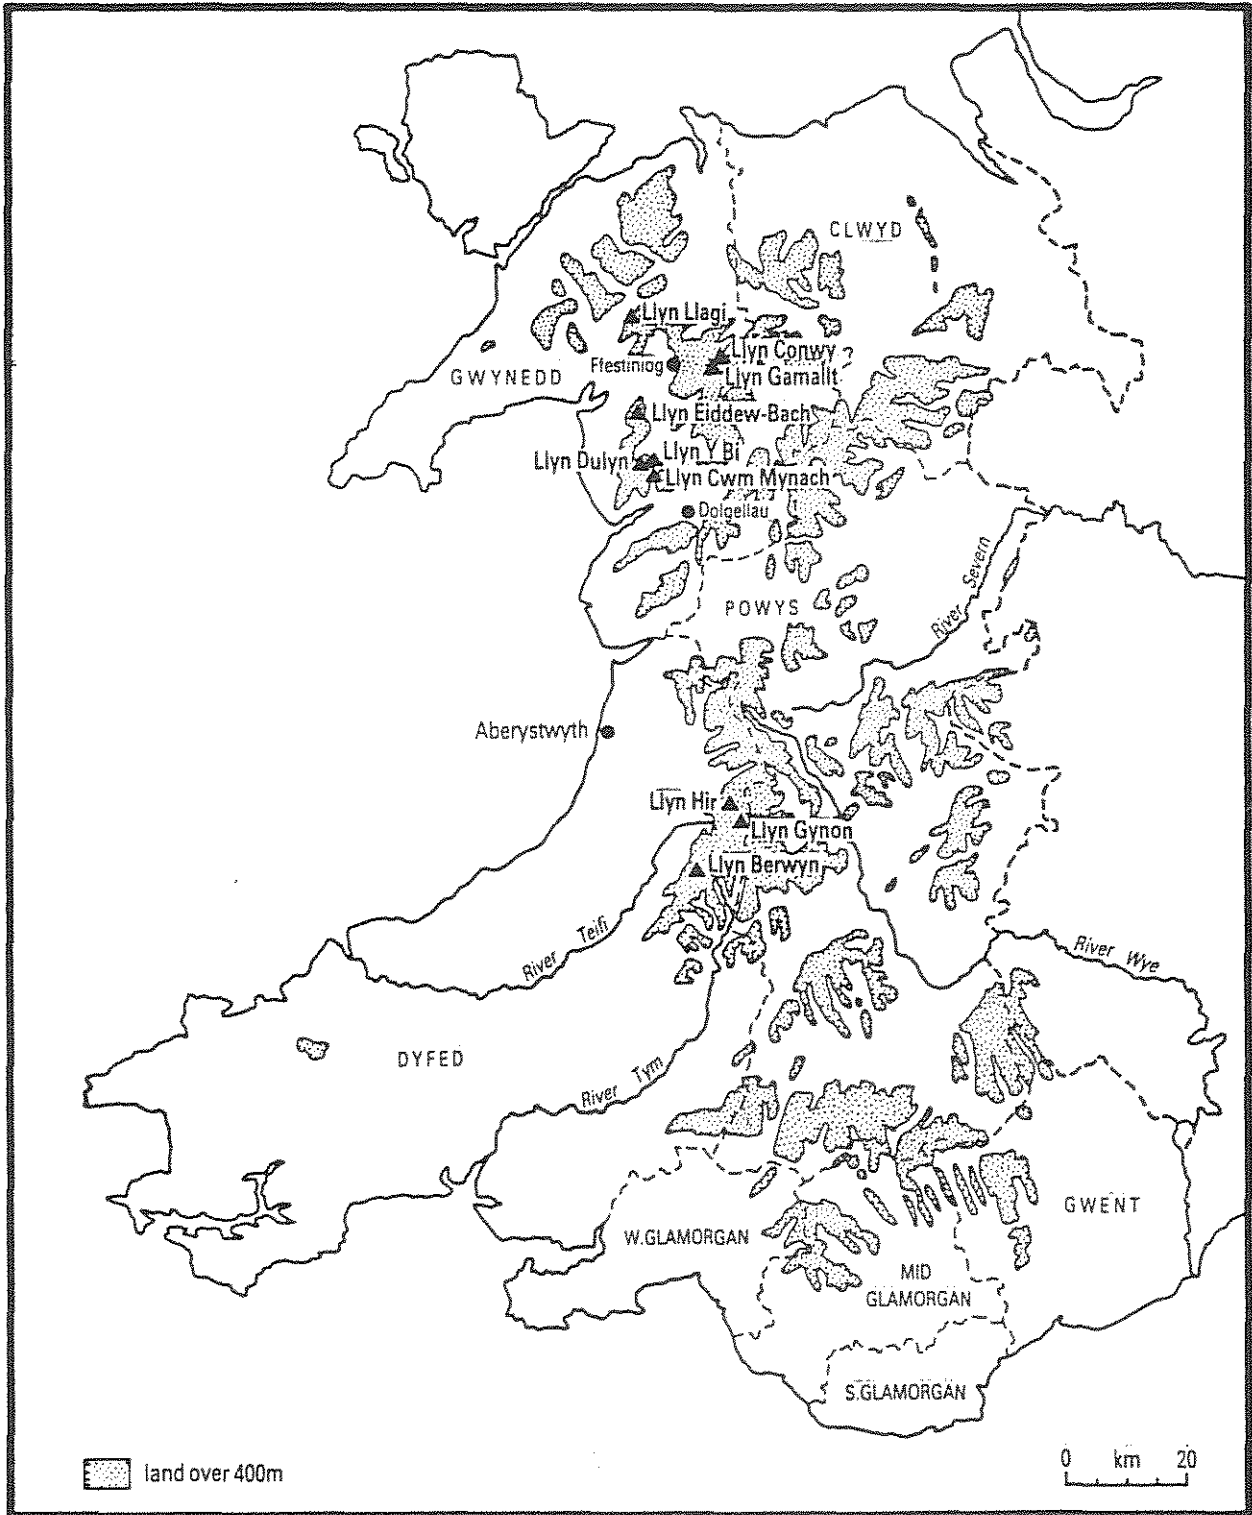 CLWYD
Llyn Llagi
Llyn Conwy
Ffestiniog
Llyn Gamallt
GWYNEDD
Llyn Eiddew-Bach
Llyn Y Bi
Llyn Dulyn
Llyn Cwm Mynach
Dolgellau
River Severn
POWYS
Aberystwyth
Llyn Hir
Llyn Gynon
Llyn Berwyn
River Teifi
River Wye
DYFED
River Tym
GWENT
W.GLAMORGAN
MID
GLAMORGAN
S.GLAMORGAN
land over 400m
0 km 20